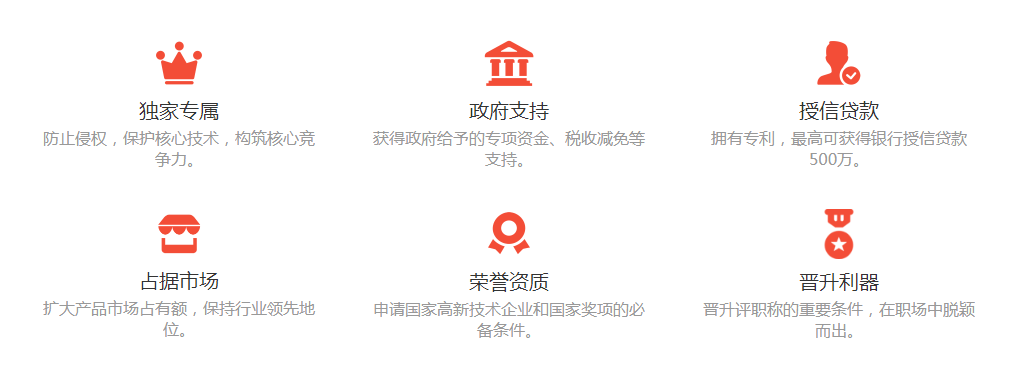 独家专属
防止侵权，保护核心技术，构筑核心竞
争力。
政府支持
获得政府给予的专项资金、税收减免等
支持。
授信贷款
拥有专利，最高可获得银行授信贷款
500万。
占据市场
扩大产品市场占有额，保持行业领先地
位。
荣誉资质
申请国家高新技术企业和国家奖项的必
备条件。
晋升利器
晋升评职称的重要条件，在职场中脱颖
而出。